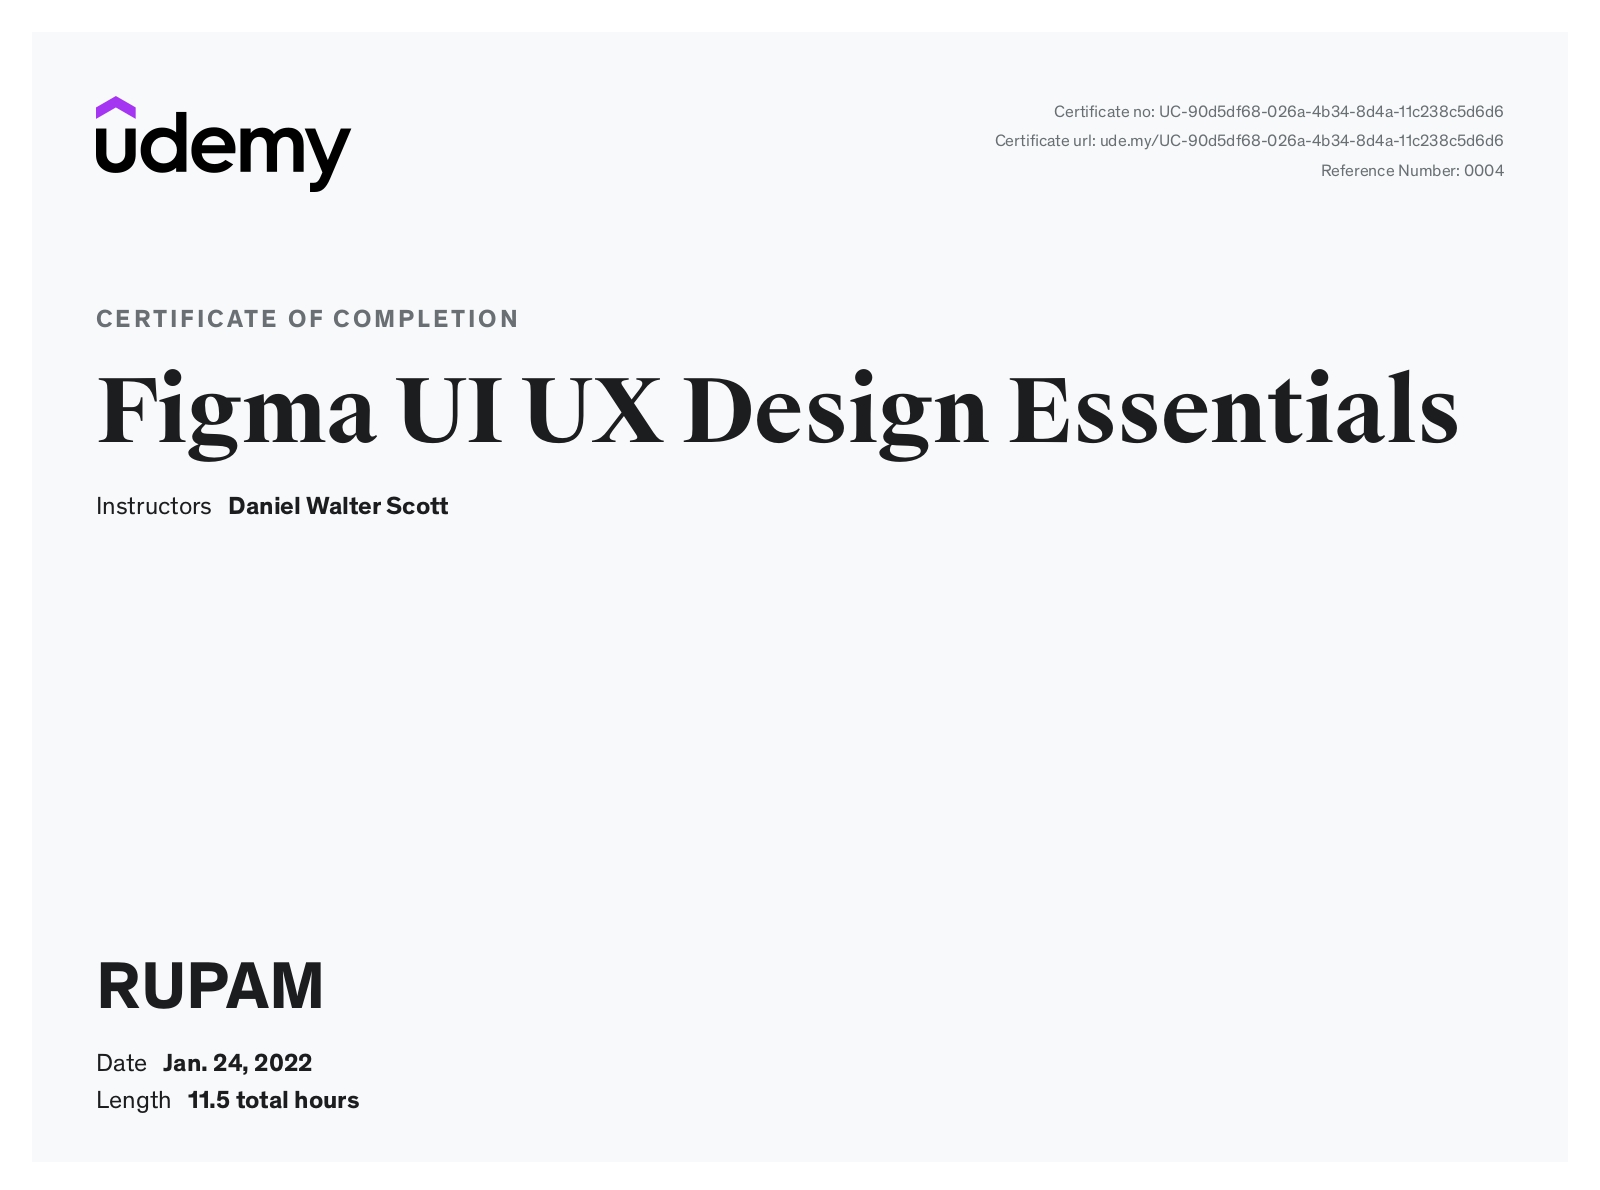 udemy
Certificate no: UC-90d5df68-026a-4b34-8d4a-11c238c5d6d6
Certificate url: ude.my/UC-90d5df68-026a-4b34-8d4a-11c238c5d6d6
Reference Number: 0004
CERTIFICATE OF COMPLETION
Figma UI UX Design Essentials
Instructors Daniel Walter Scott
RUPAM
Date Jan. 24, 2022
Length 11.5 total hours